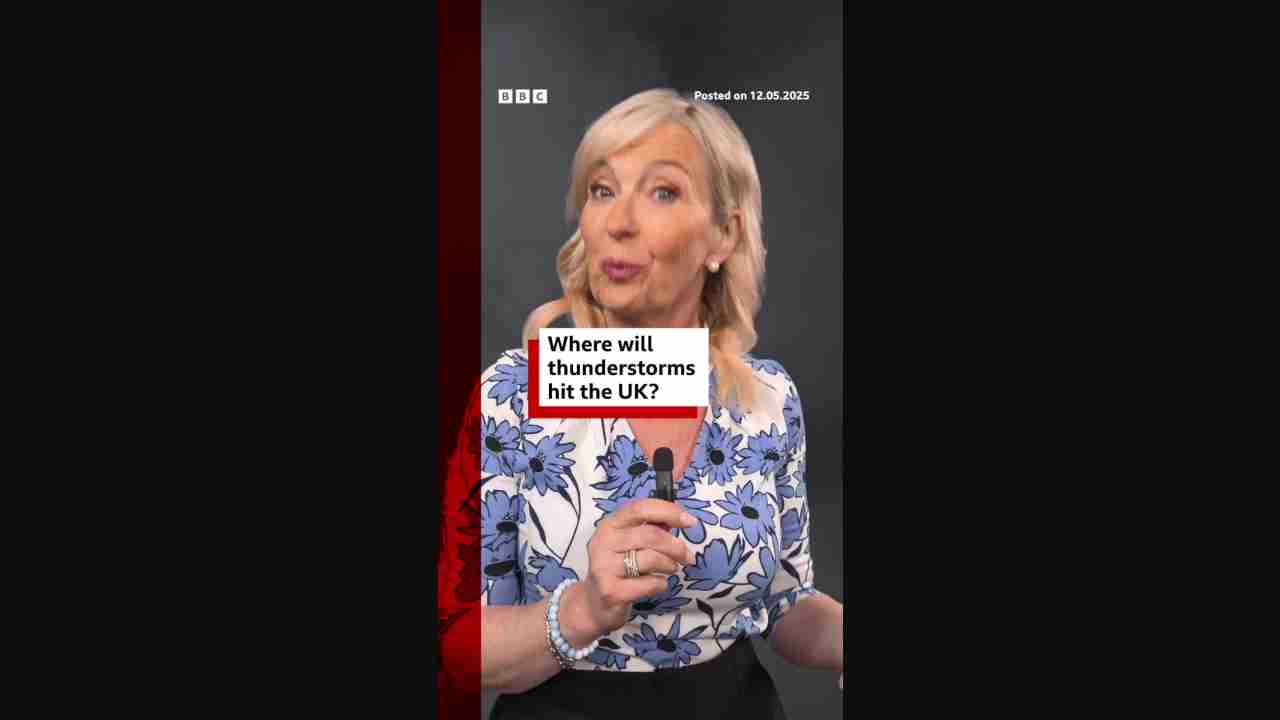 BBC
Posted on 12.05.2025
Where will
thunderstorms
hit the UK?